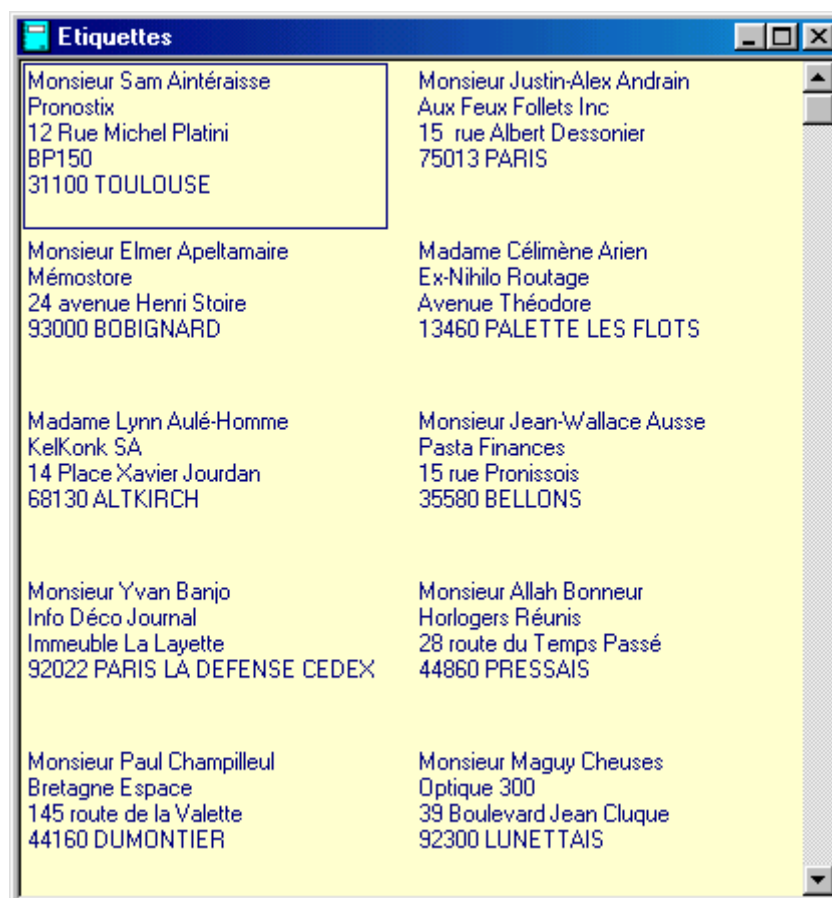 Etiquettes
Monsieur Sam Aintéraisse
Pronostix
12 Rue Michel Platini
BP150
31100 TOULOUSE
Monsieur Justin-Alex Andrain
Aux Feux Follets Inc
15 rue Albert Dessonier
75013 PARIS
Monsieur Elmer Apeltamaire
Mémostore
24 avenue Henri Stoire
93000 BOBIGNARD
Madame Célimène Arien
Ex-Nihilo Routage
Avenue Théodore
13460 PALETTE LES FLOTS
Madame Lynn Aulé-Homme
KelKonk SA
14 Place Xavier Jourdan
68130 ALTKIRCH
Monsieur Jean-Wallace Ausse
Pasta Finances
15 rue Pronissois
35580 BELLONS
Monsieur Yvan Banjo
Info Déco Journal
Immeuble La Layette
92022 PARIS LA DEFENSE CEDEX
Monsieur Allah Bonneur
Horlogers Réunis
28 route du Temps Passé
44860 PRESSAIS
Monsieur Paul Champilleul
Bretagne Espace
145 route de la Valette
44160 DUMONTIER
Monsieur Maguy Cheuses
Optique 300
39 Boulevard Jean Cluque
92300 LUNETTAIS